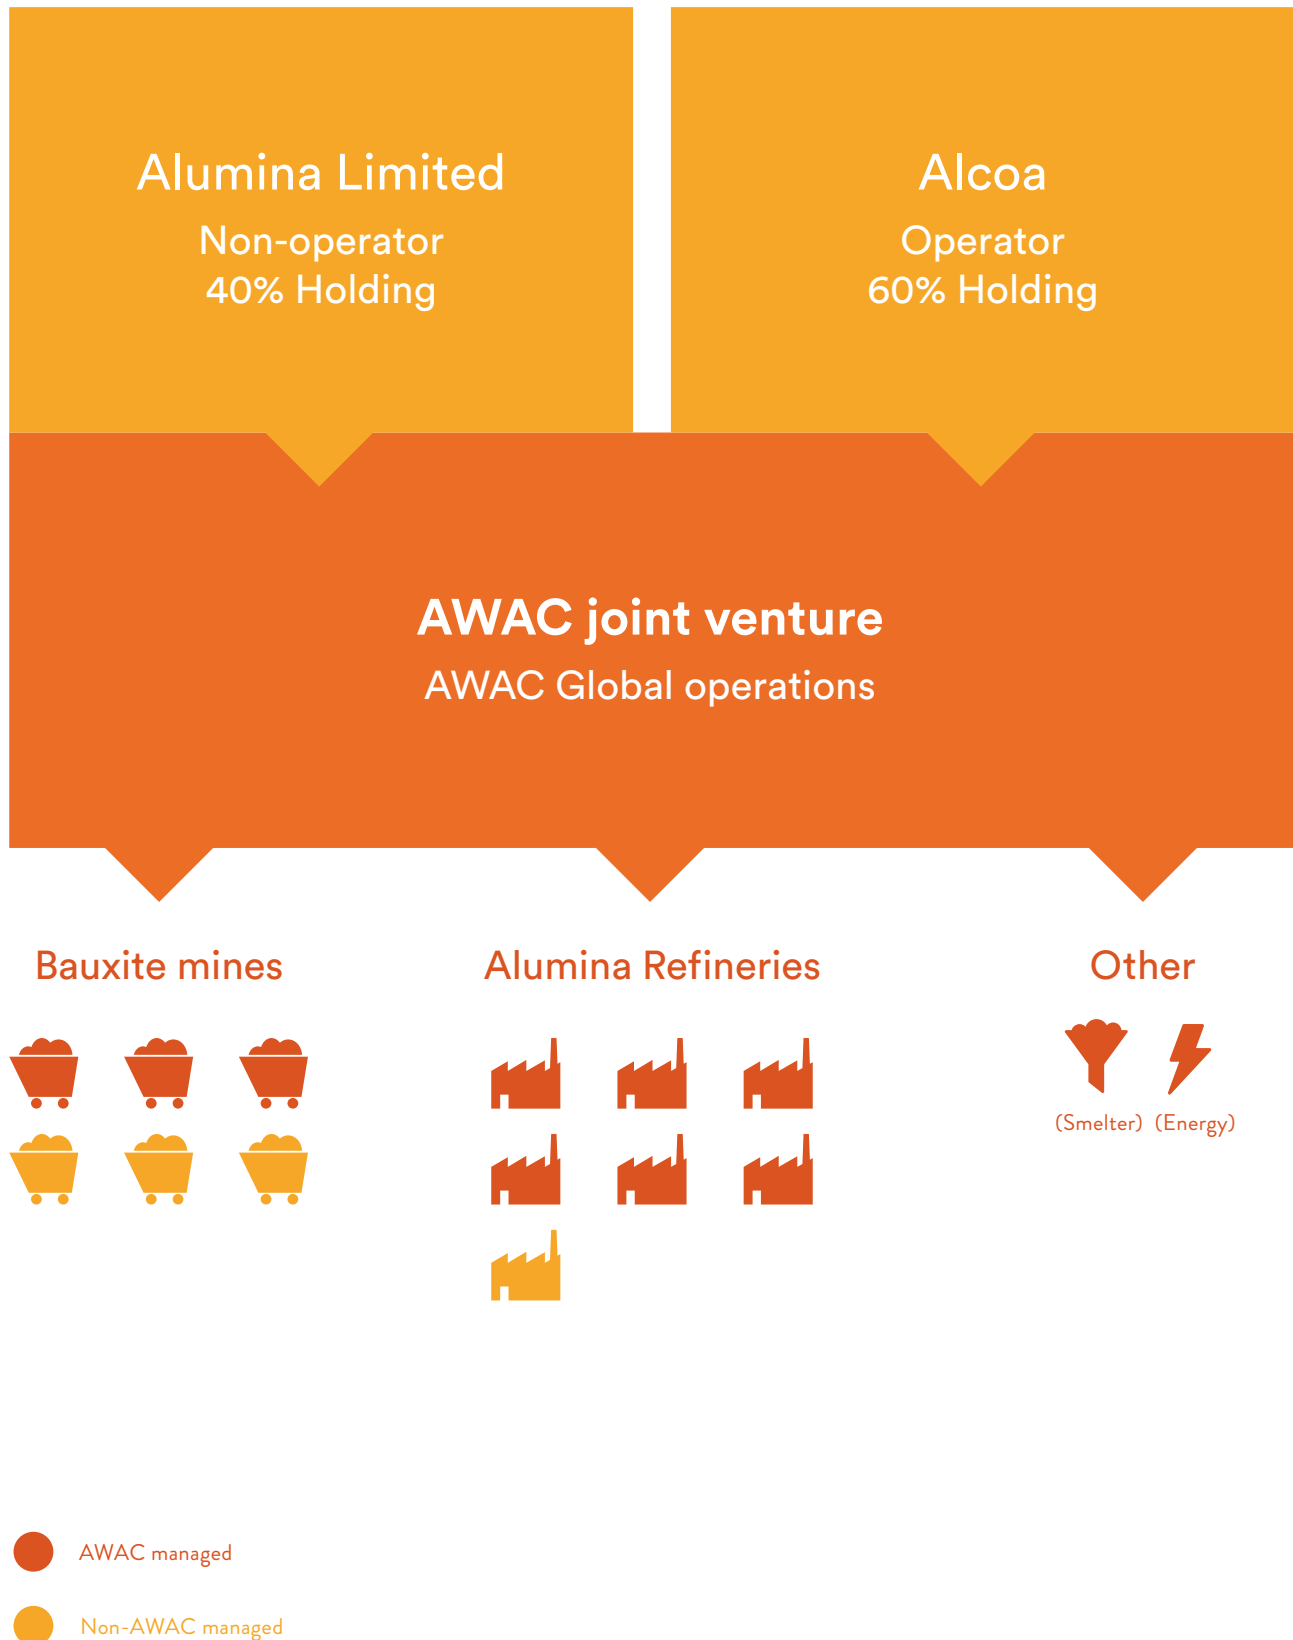 Alumina Limited
Non-operator
40% Holding
Alcoa
Operator
60% Holding
AWAC joint venture
AWAC Global operations
Bauxite mines
Alumina Refineries
Other
(Smelter) (Energy)
AWAC managed
Non-AWAC managed